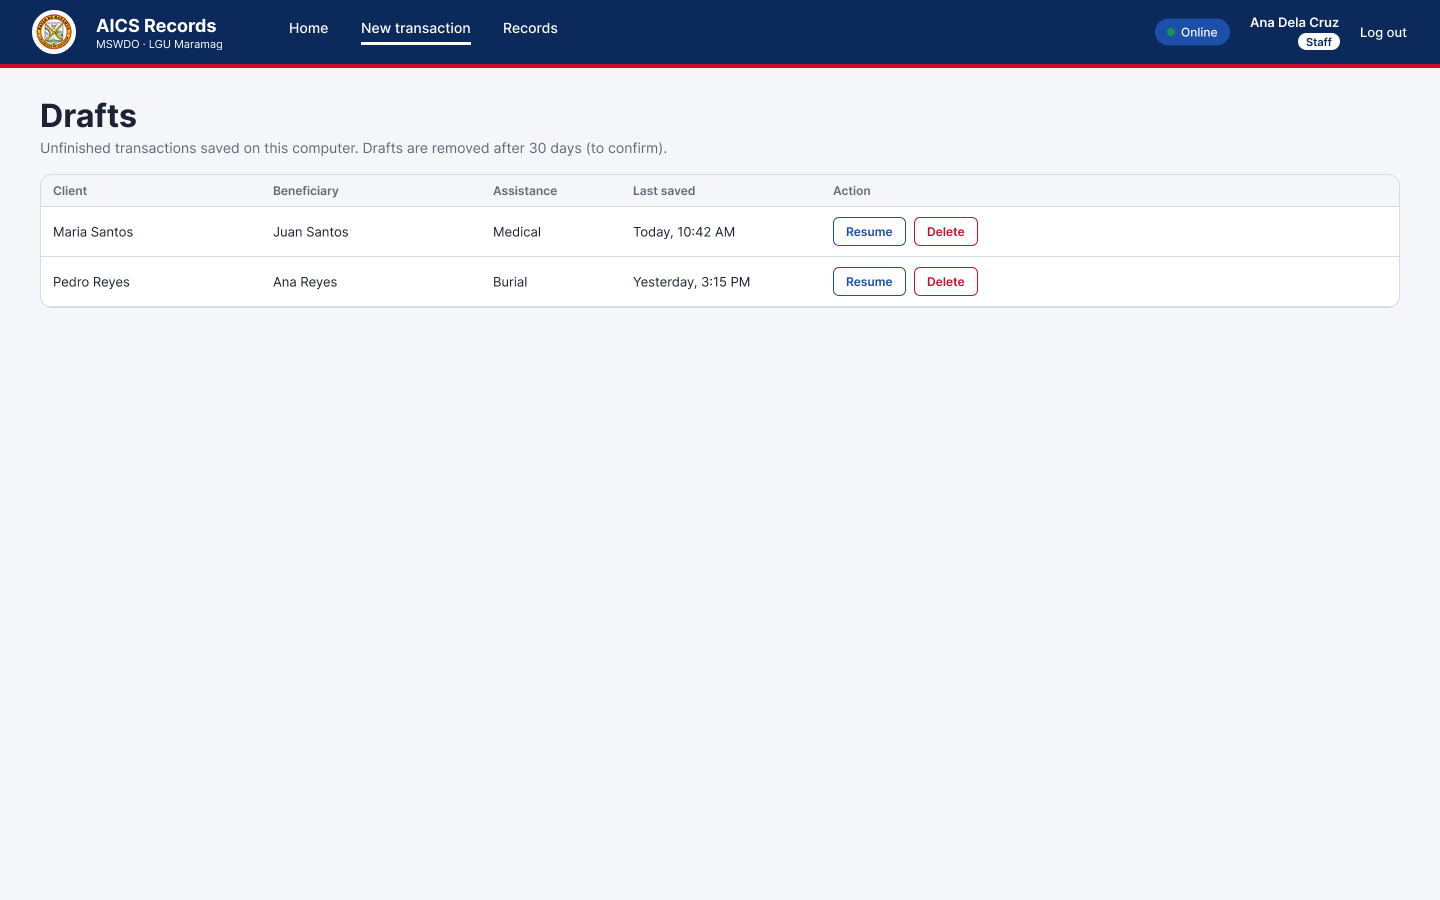 AICS Records
MSWDO · LGU Maramag
Home
New transaction
Records
Online
Ana Dela Cruz
Staff
Log out
Drafts
Unfinished transactions saved on this computer. Drafts are removed after 30 days (to confirm).
Client Beneficiary Assistance Last saved Action
Maria Santos Juan Santos Medical Today, 10:42 AM Resume Delete
Pedro Reyes Ana Reyes Burial Yesterday, 3:15 PM Resume Delete